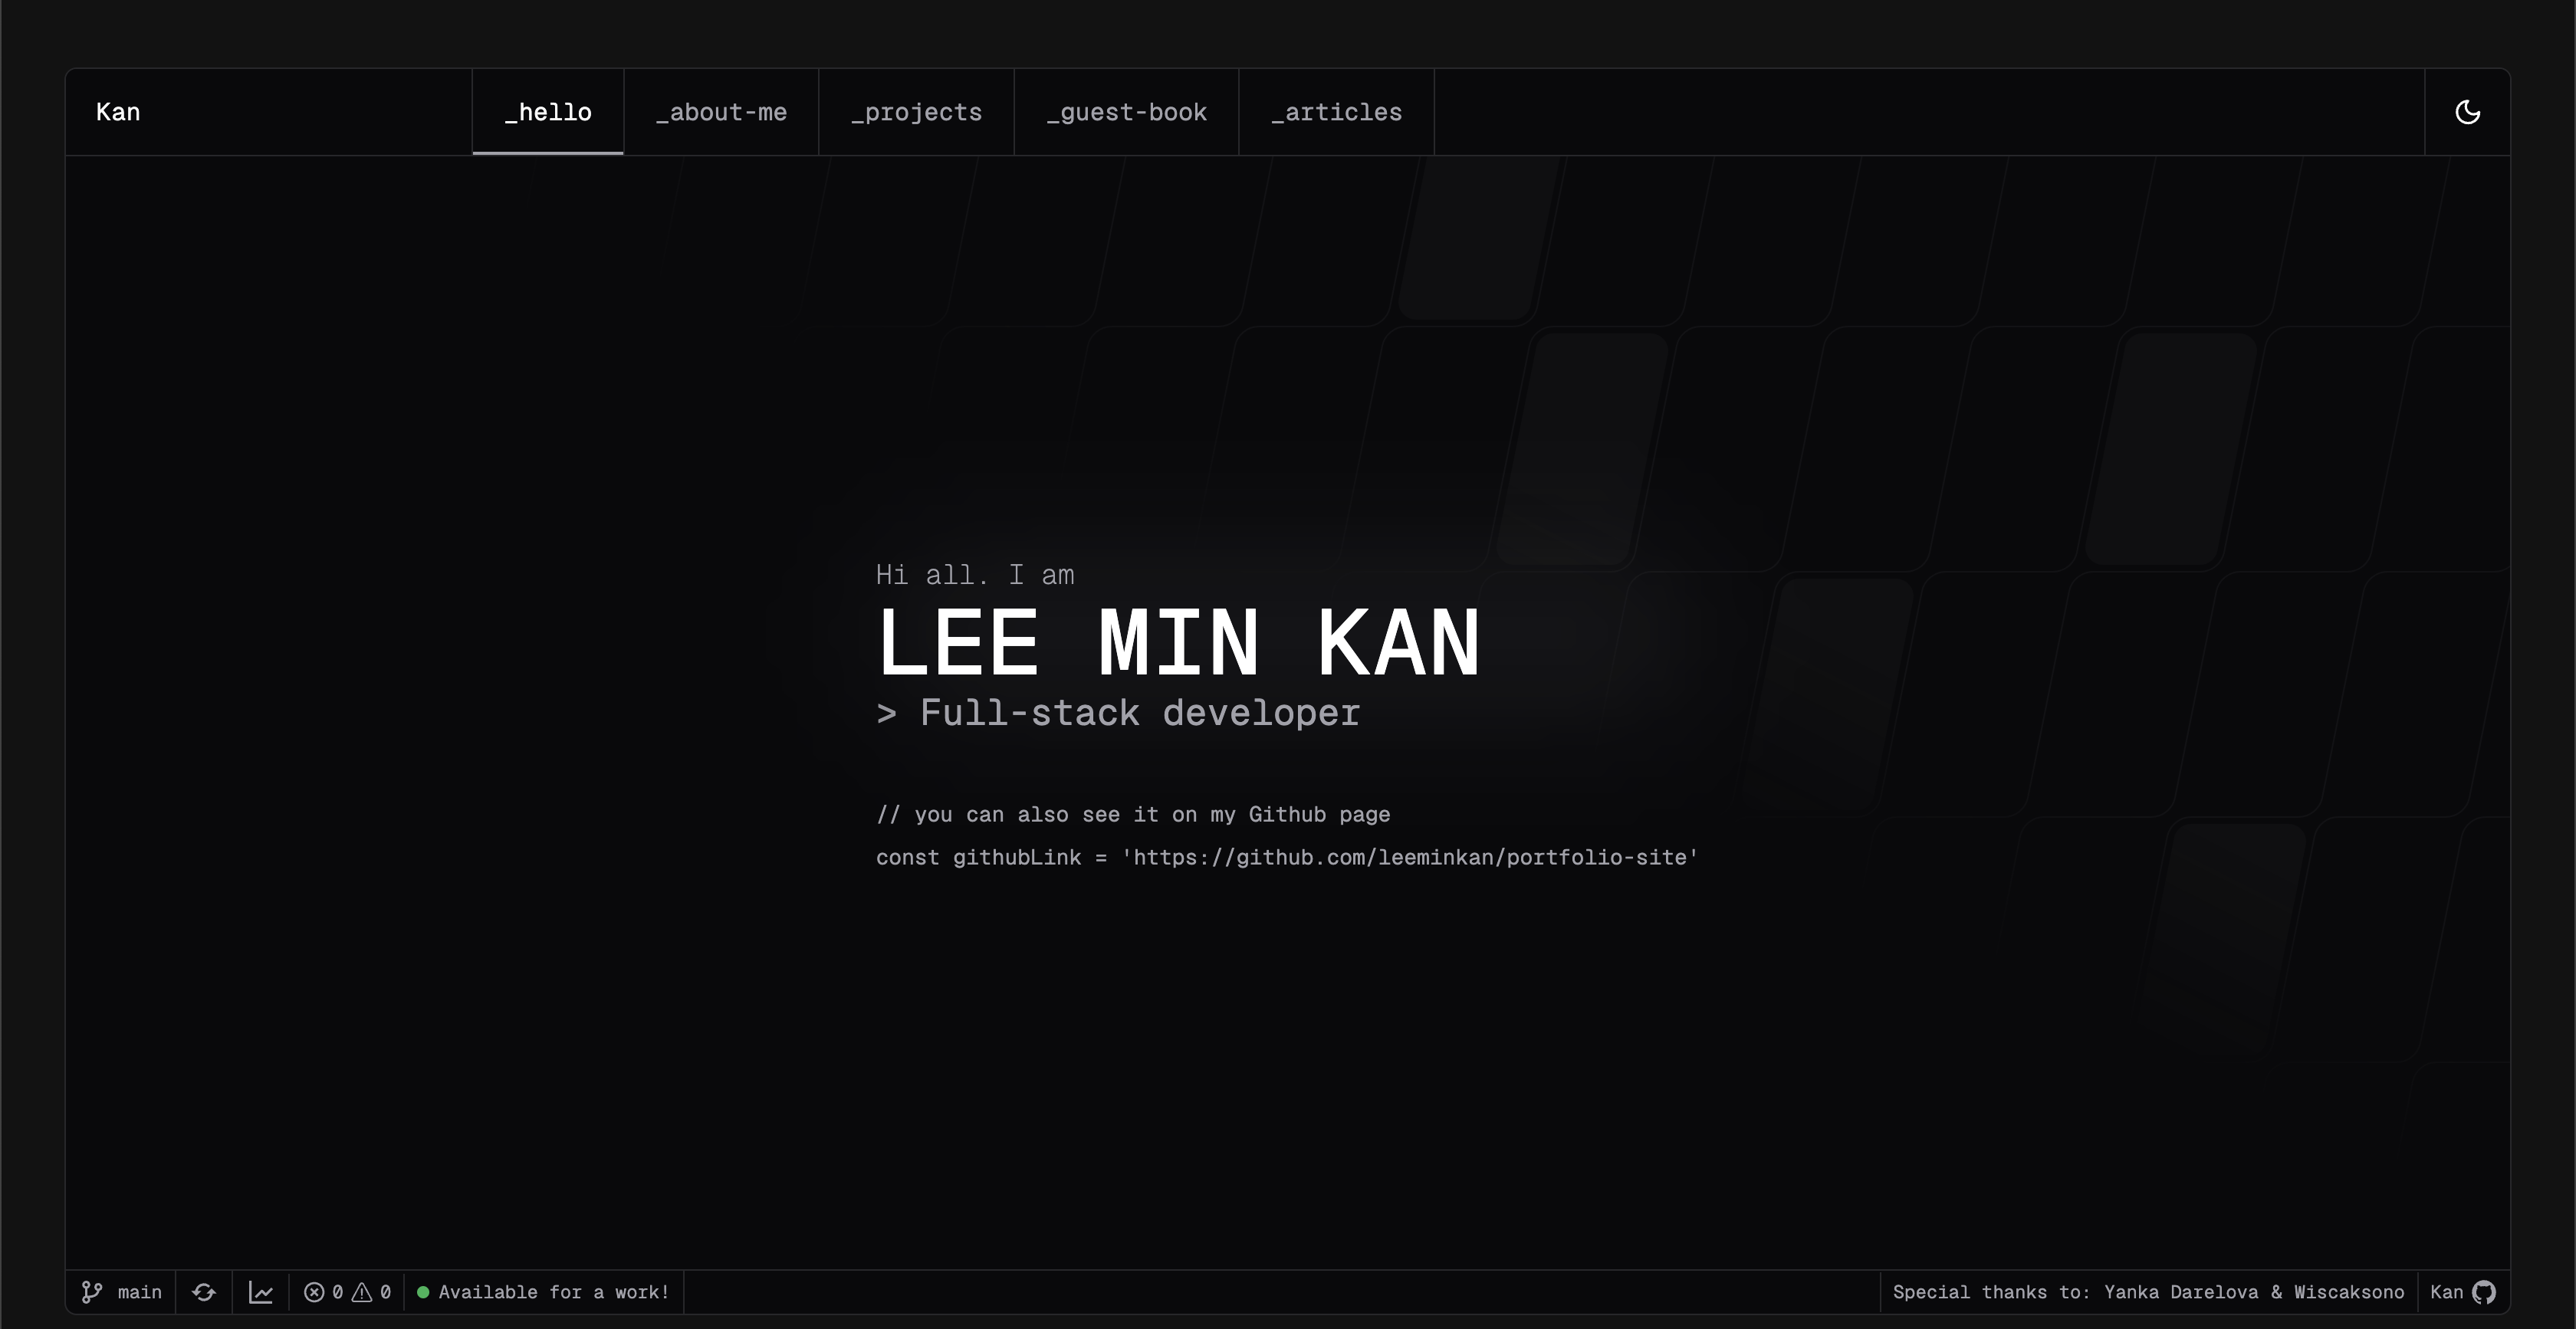 Kan
_hello
_about-me
_projects
_guest-book
_articles
Hi all. I am
LEE MIN KAN
> Full-stack developer
// you can also see it on my Github page
const githubLink = 'https://github.com/leeminkan/portfolio-site'
main
0 0
Available for a work!
Special thanks to: Yanka Darelova & Wiscaksono
Kan